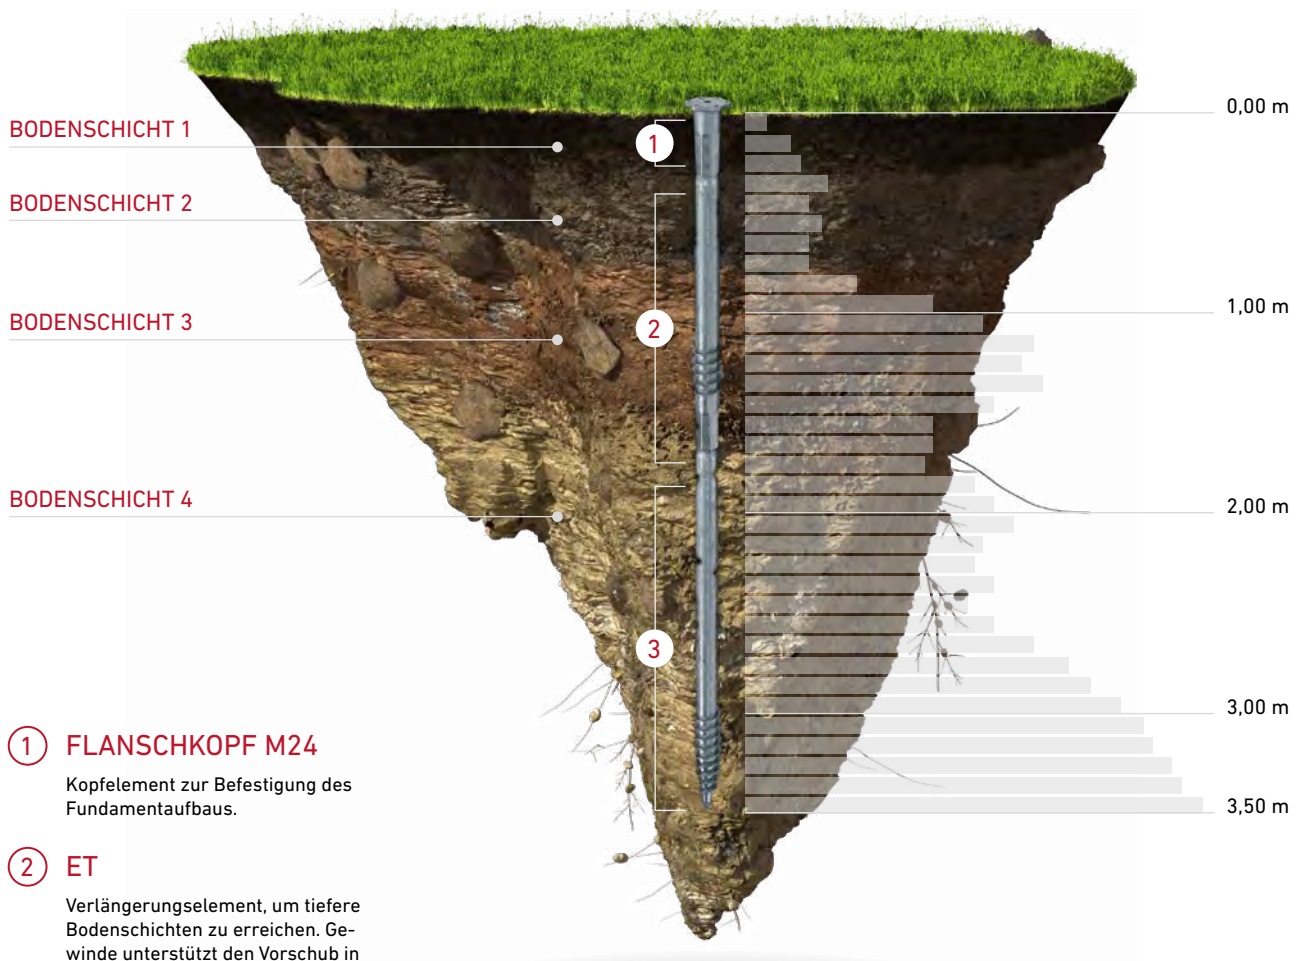 0,00 m
BODENSCHICHT 1
1
BODENSCHICHT 2
1,00 m
BODENSCHICHT 3
2
BODENSCHICHT 4
2,00 m
3
3,00 m
1 FLANSCHKOPF M24
Kopfelement zur Befestigung des
Fundamentaufbaus.
3,50 m
2 ET
Verlängerungselement, um tiefere
Bodenschichten zu erreichen. Ge-
winde unterstützt den Vorschub in